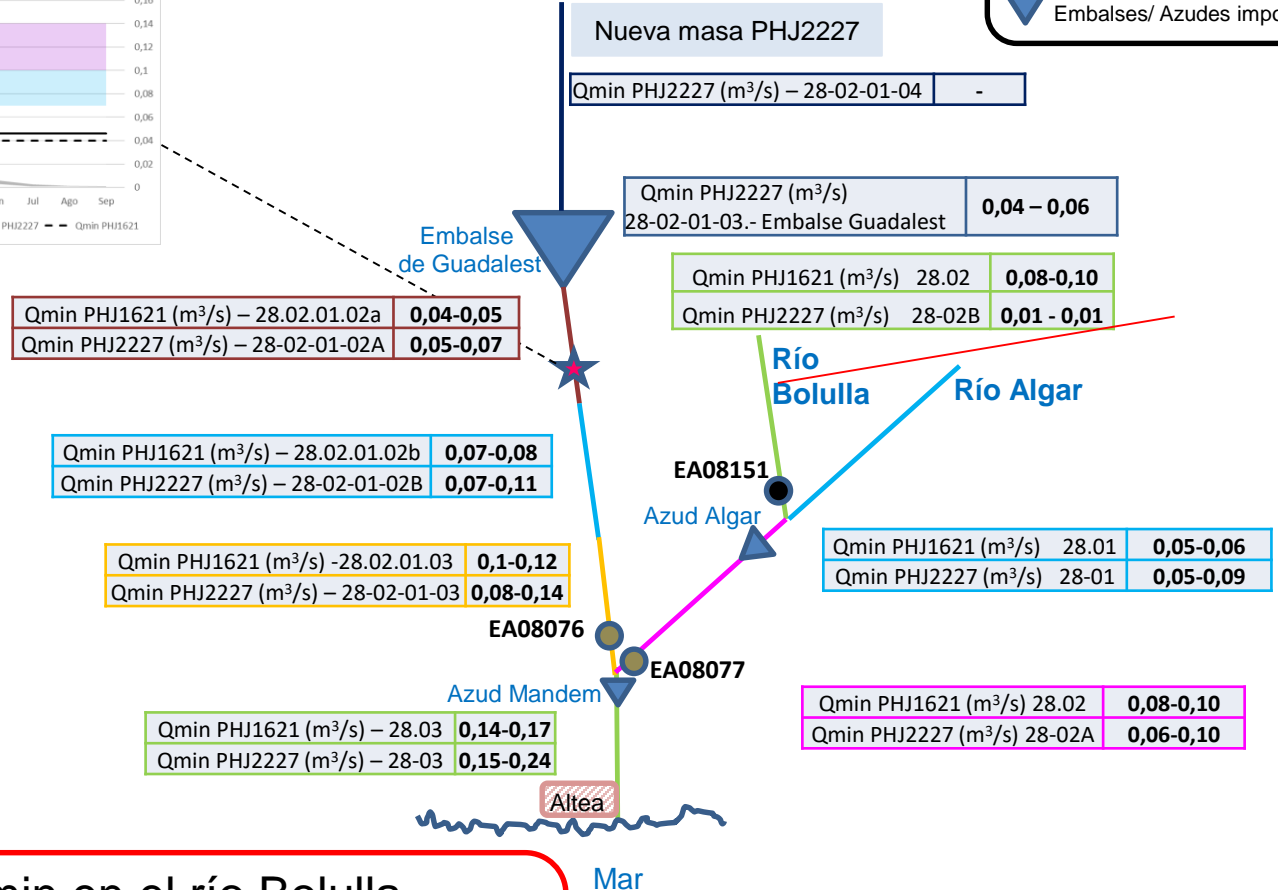 0,16
0,14
0,12
0,1
0,08
0,06
0,04
0,02
0
Jul Ago Sep
PHJ2227 Qmin PHJ1621
Embalses/ Azudes
Nueva masa PHJ2227
Qmin PHJ2227 (m³/s) – 28-02-01-04 -
Qmin PHJ2227 (m³/s)
28-02-01-03.- Embalse Guadalest 0,04 – 0,06
Embalse
de Guadalest
Qmin PHJ1621 (m³/s) 28.02 0,08-0,10
Qmin PHJ2227 (m³/s) 28-02B 0,01 - 0,01
Qmin PHJ1621 (m³/s) – 28.02.01.02a 0,04-0,05
Qmin PHJ2227 (m³/s) – 28-02-01-02A 0,05-0,07
Río
Bolulla
Río Algar
Qmin PHJ1621 (m³/s) – 28.02.01.02b 0,07-0,08
Qmin PHJ2227 (m³/s) – 28-02-01-02B 0,07-0,11
EA08151
Azud Algar
Qmin PHJ1621 (m³/s) 28.01 0,05-0,06
Qmin PHJ2227 (m³/s) 28-01 0,05-0,09
Qmin PHJ1621 (m³/s) -28.02.01.03 0,1-0,12
Qmin PHJ2227 (m³/s) – 28-02-01-03 0,08-0,14
EA08076
EA08077
Azud Mandem
Qmin PHJ1621 (m³/s) 28.02 0,08-0,10
Qmin PHJ2227 (m³/s) 28-02A 0,06-0,10
Qmin PHJ1621 (m³/s) – 28.03 0,14-0,17
Qmin PHJ2227 (m³/s) – 28-03 0,15-0,24
Altea
Mar
en el río Bolulla